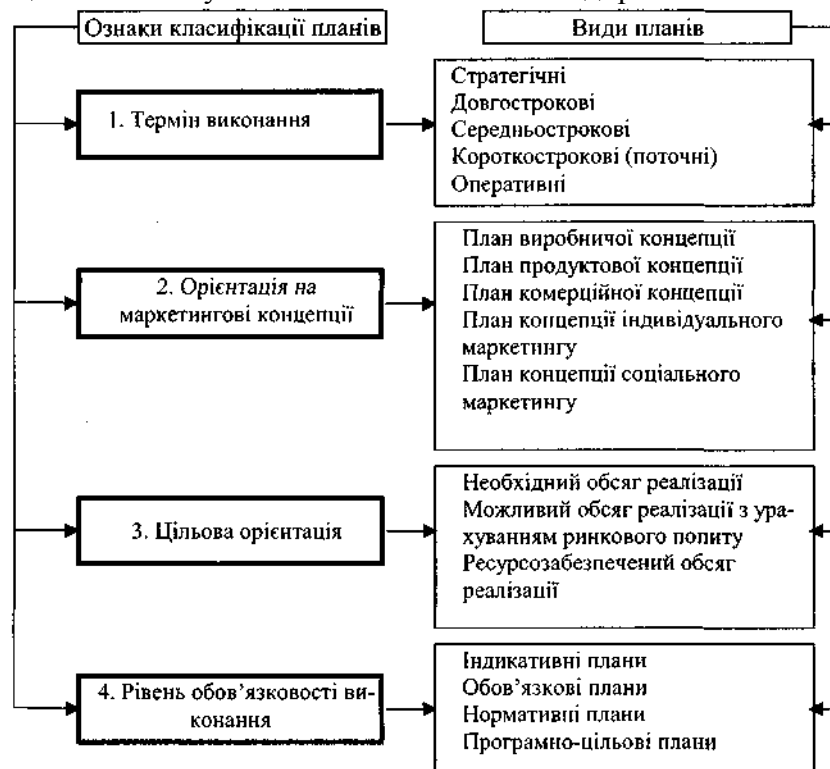 Ознаки класифікації планів
Види планів
1. Термін виконання
Стратегічні
Довгострокові
Середньострокові
Короткострокові (поточні)
Оперативні
2. Орієнтація на
маркетингові концепції
План виробничої концепції
План продуктової концепції
План комерційної концепції
План концепції індивідуального
маркетингу
План концепції соціального
маркетингу
3. Цільова орієнтація
Необхідний обсяг реалізації
Можливий обсяг реалізації з ура-
хуванням ринкового попиту
Ресурсозабезпечений обсяг
реалізації
4. Рівень обов’язковості ви-
конання
Індикативні плани
Обов’язкові плани
Нормативні плани
Програмно-цільові плани